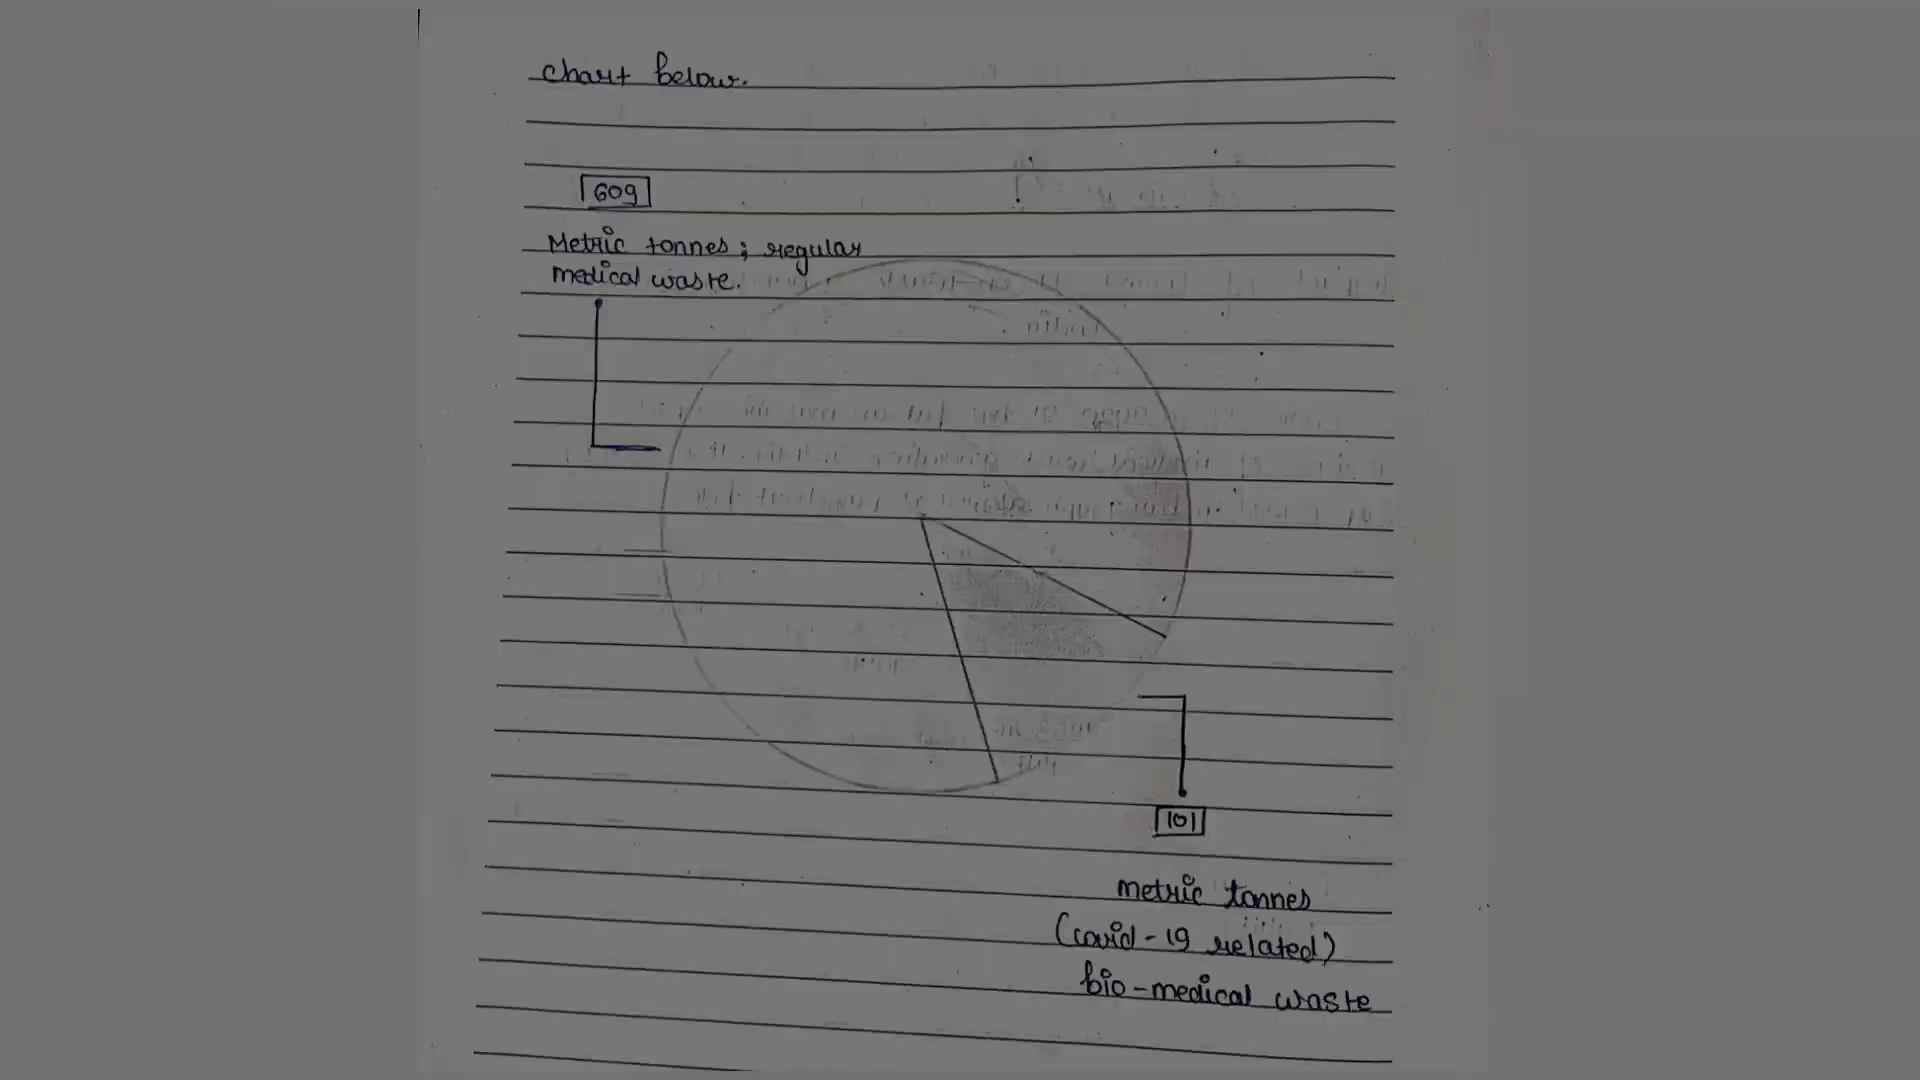 chart below.
609
Metric tonnes; regular
medical waste.
101
metric tonnes
(covid-19 related)
bio-medical waste